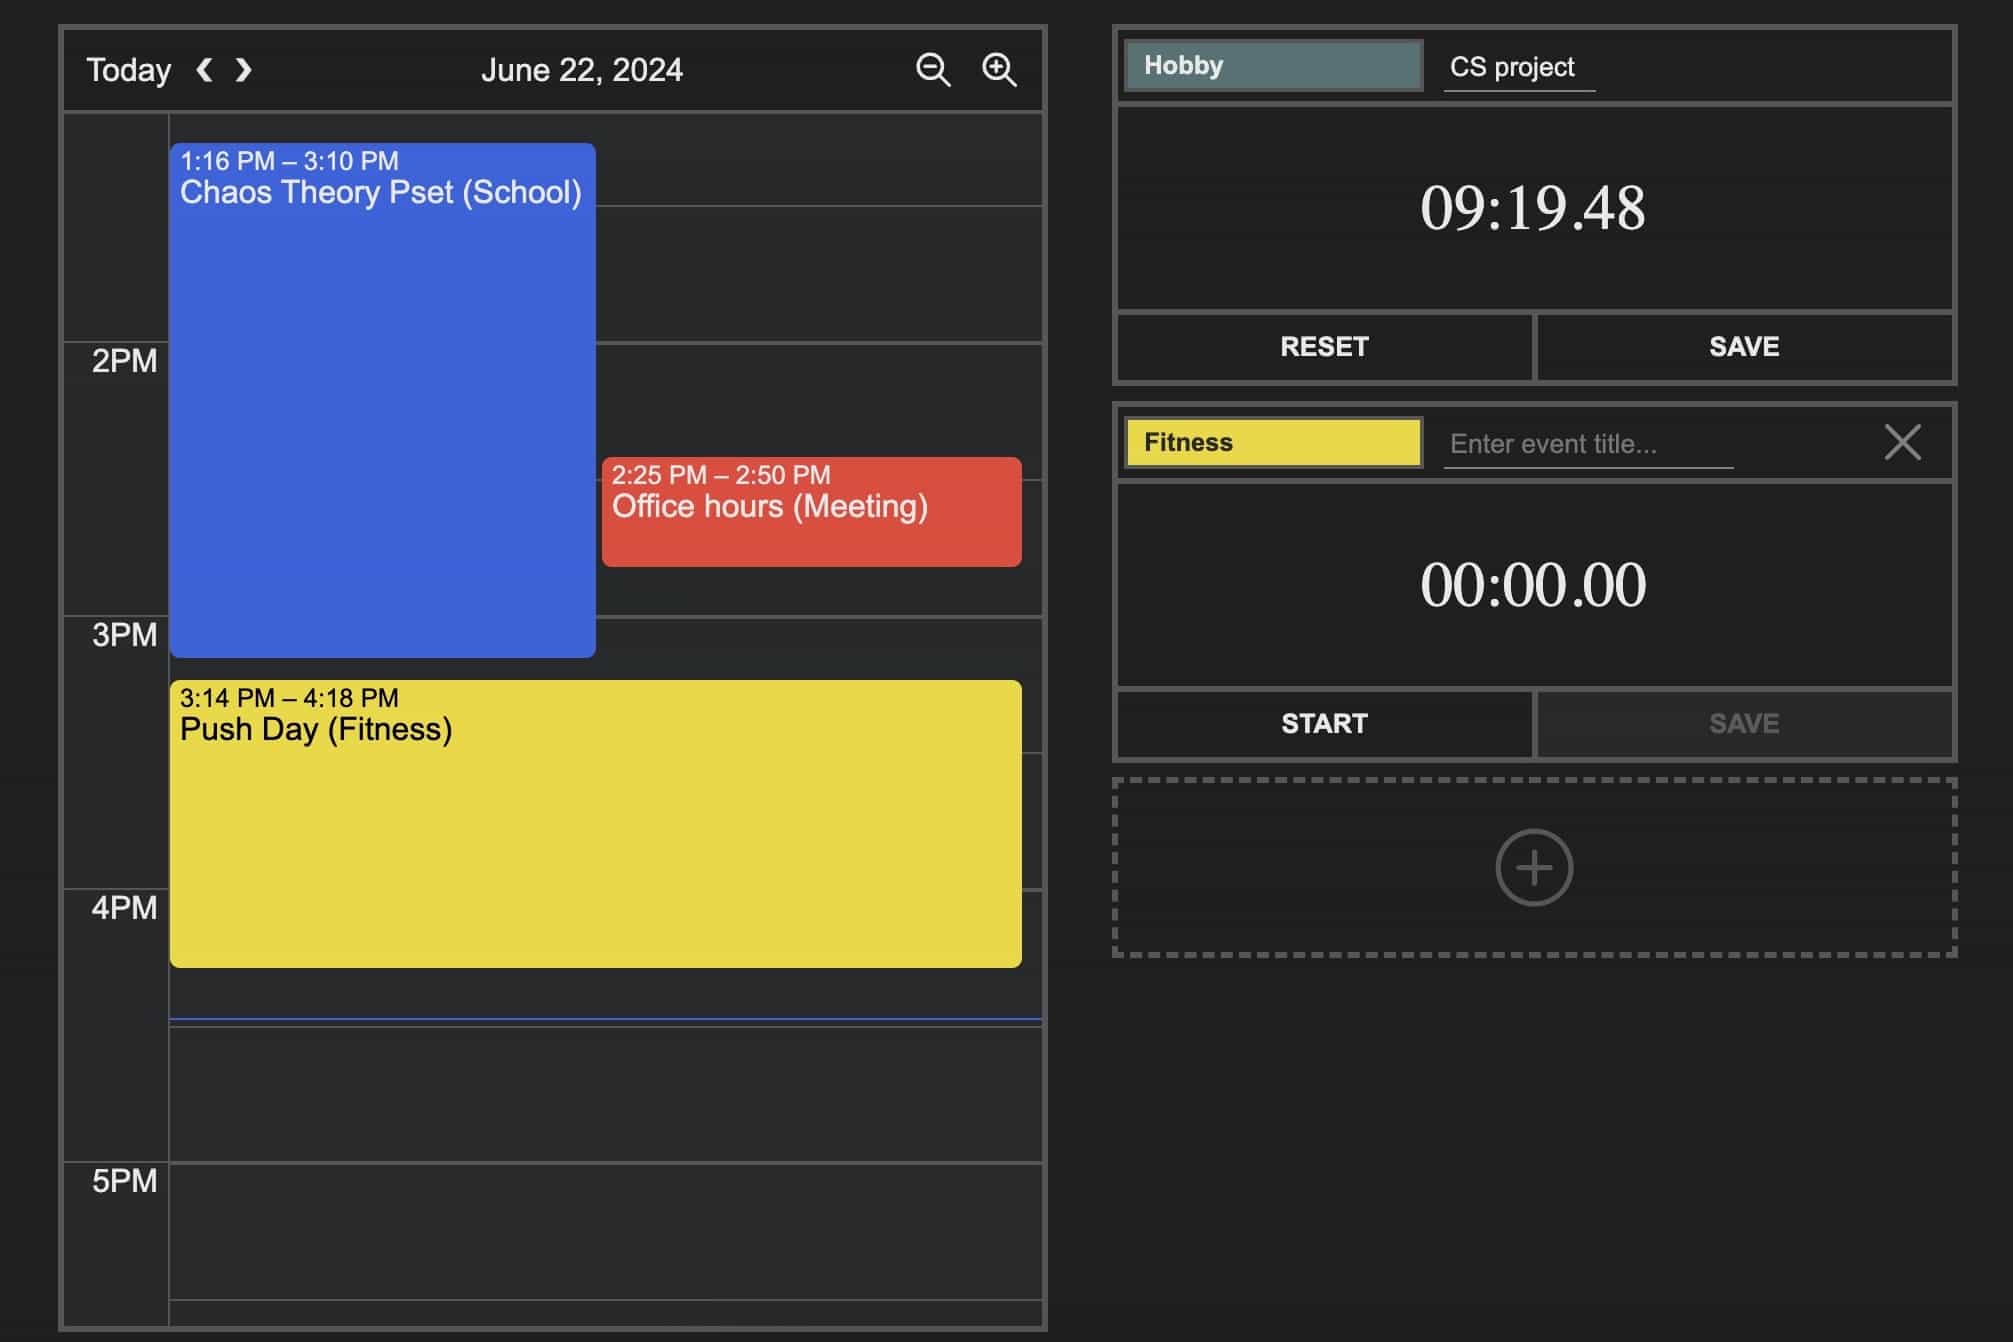 Today
June 22, 2024
1:16 PM – 3:10 PM
Chaos Theory Pset (School)
2PM
2:25 PM – 2:50 PM
Office hours (Meeting)
3PM
3:14 PM – 4:18 PM
Push Day (Fitness)
4PM
5PM
Hobby
CS project
09:19.48
RESET
SAVE
Fitness
Enter event title...
00:00.00
START
SAVE